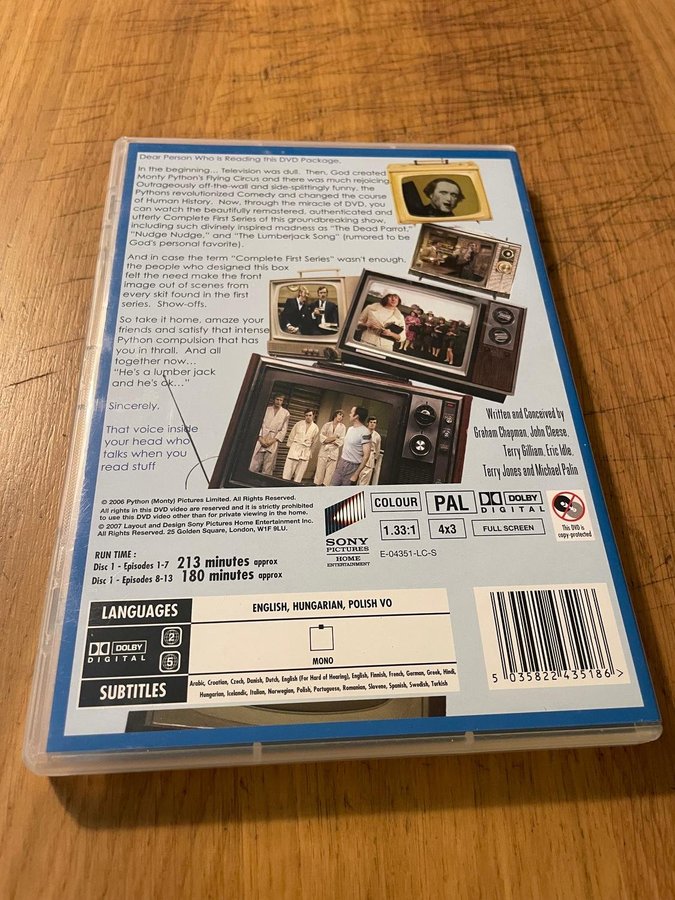 Dear Person Who is Reading this DVD Package,
In the beginning... Television was dull. Then, God created
Monty Python's Flying Circus and there was much rejoicing.
Outrageously off-the-wall and side-splittingly funny, the
Pythons revolutionized Comedy and changed the course
of Human History. Now, through the miracle of DVD, you
can watch the beautifully remastered, authenticated and
utterly Complete First Series of this groundbreaking show,
including such divinely inspired madness as “The Dead Parrot,”
“Nudge Nudge,” and “The Lumberjack Song” (rumored to be
God's personal favorite).
And in case the term “Complete First Series” wasn't enough,
the people who designed this box
felt the need make the front
image out of scenes from
every skit found in the first
series. Show-offs.
So take it home, amaze your
friends and satisfy that intense
Python compulsion that has
you in thrall. And all
together now...
“He's a lumber jack
and he's ok...”
Sincerely,
That voice inside
your head who
talks when you
read stuff
Written and Conceived by
Graham Chapman, John Cleese,
Terry Gilliam, Eric Idle,
Terry Jones and Michael Palin
© 2006 Python (Monty) Pictures Limited. All Rights Reserved.
All rights in this DVD video are reserved and it is strictly prohibited
to use this DVD video other than for private viewing in the home.
© 2007 Layout and Design Sony Pictures Home Entertainment Inc.
All Rights Reserved. 25 Golden Square, London, W1F 9LU.
RUN TIME :
Disc 1 - Episodes 1-7 213 minutes approx
Disc 1 - Episodes 8-13 180 minutes approx
SONY
PICTURES
HOME
ENTERTAINMENT
COLOUR PAL DOLBY
DIGITAL
1.33:1 4x3 FULL SCREEN
E-04351-LC-S
This DVD is
copy-protected
LANGUAGES
ENGLISH, HUNGARIAN, POLISH VO
DOLBY
DIGITAL
2
5
MONO
SUBTITLES
Arabic, Croatian, Czech, Danish, Dutch, English (For Hard of Hearing), English, Finnish, French, German, Greek, Hindi,
Hungarian, Icelandic, Italian, Norwegian, Polish, Portuguese, Romanian, Slovene, Spanish, Swedish, Turkish
5 035822 435186 >